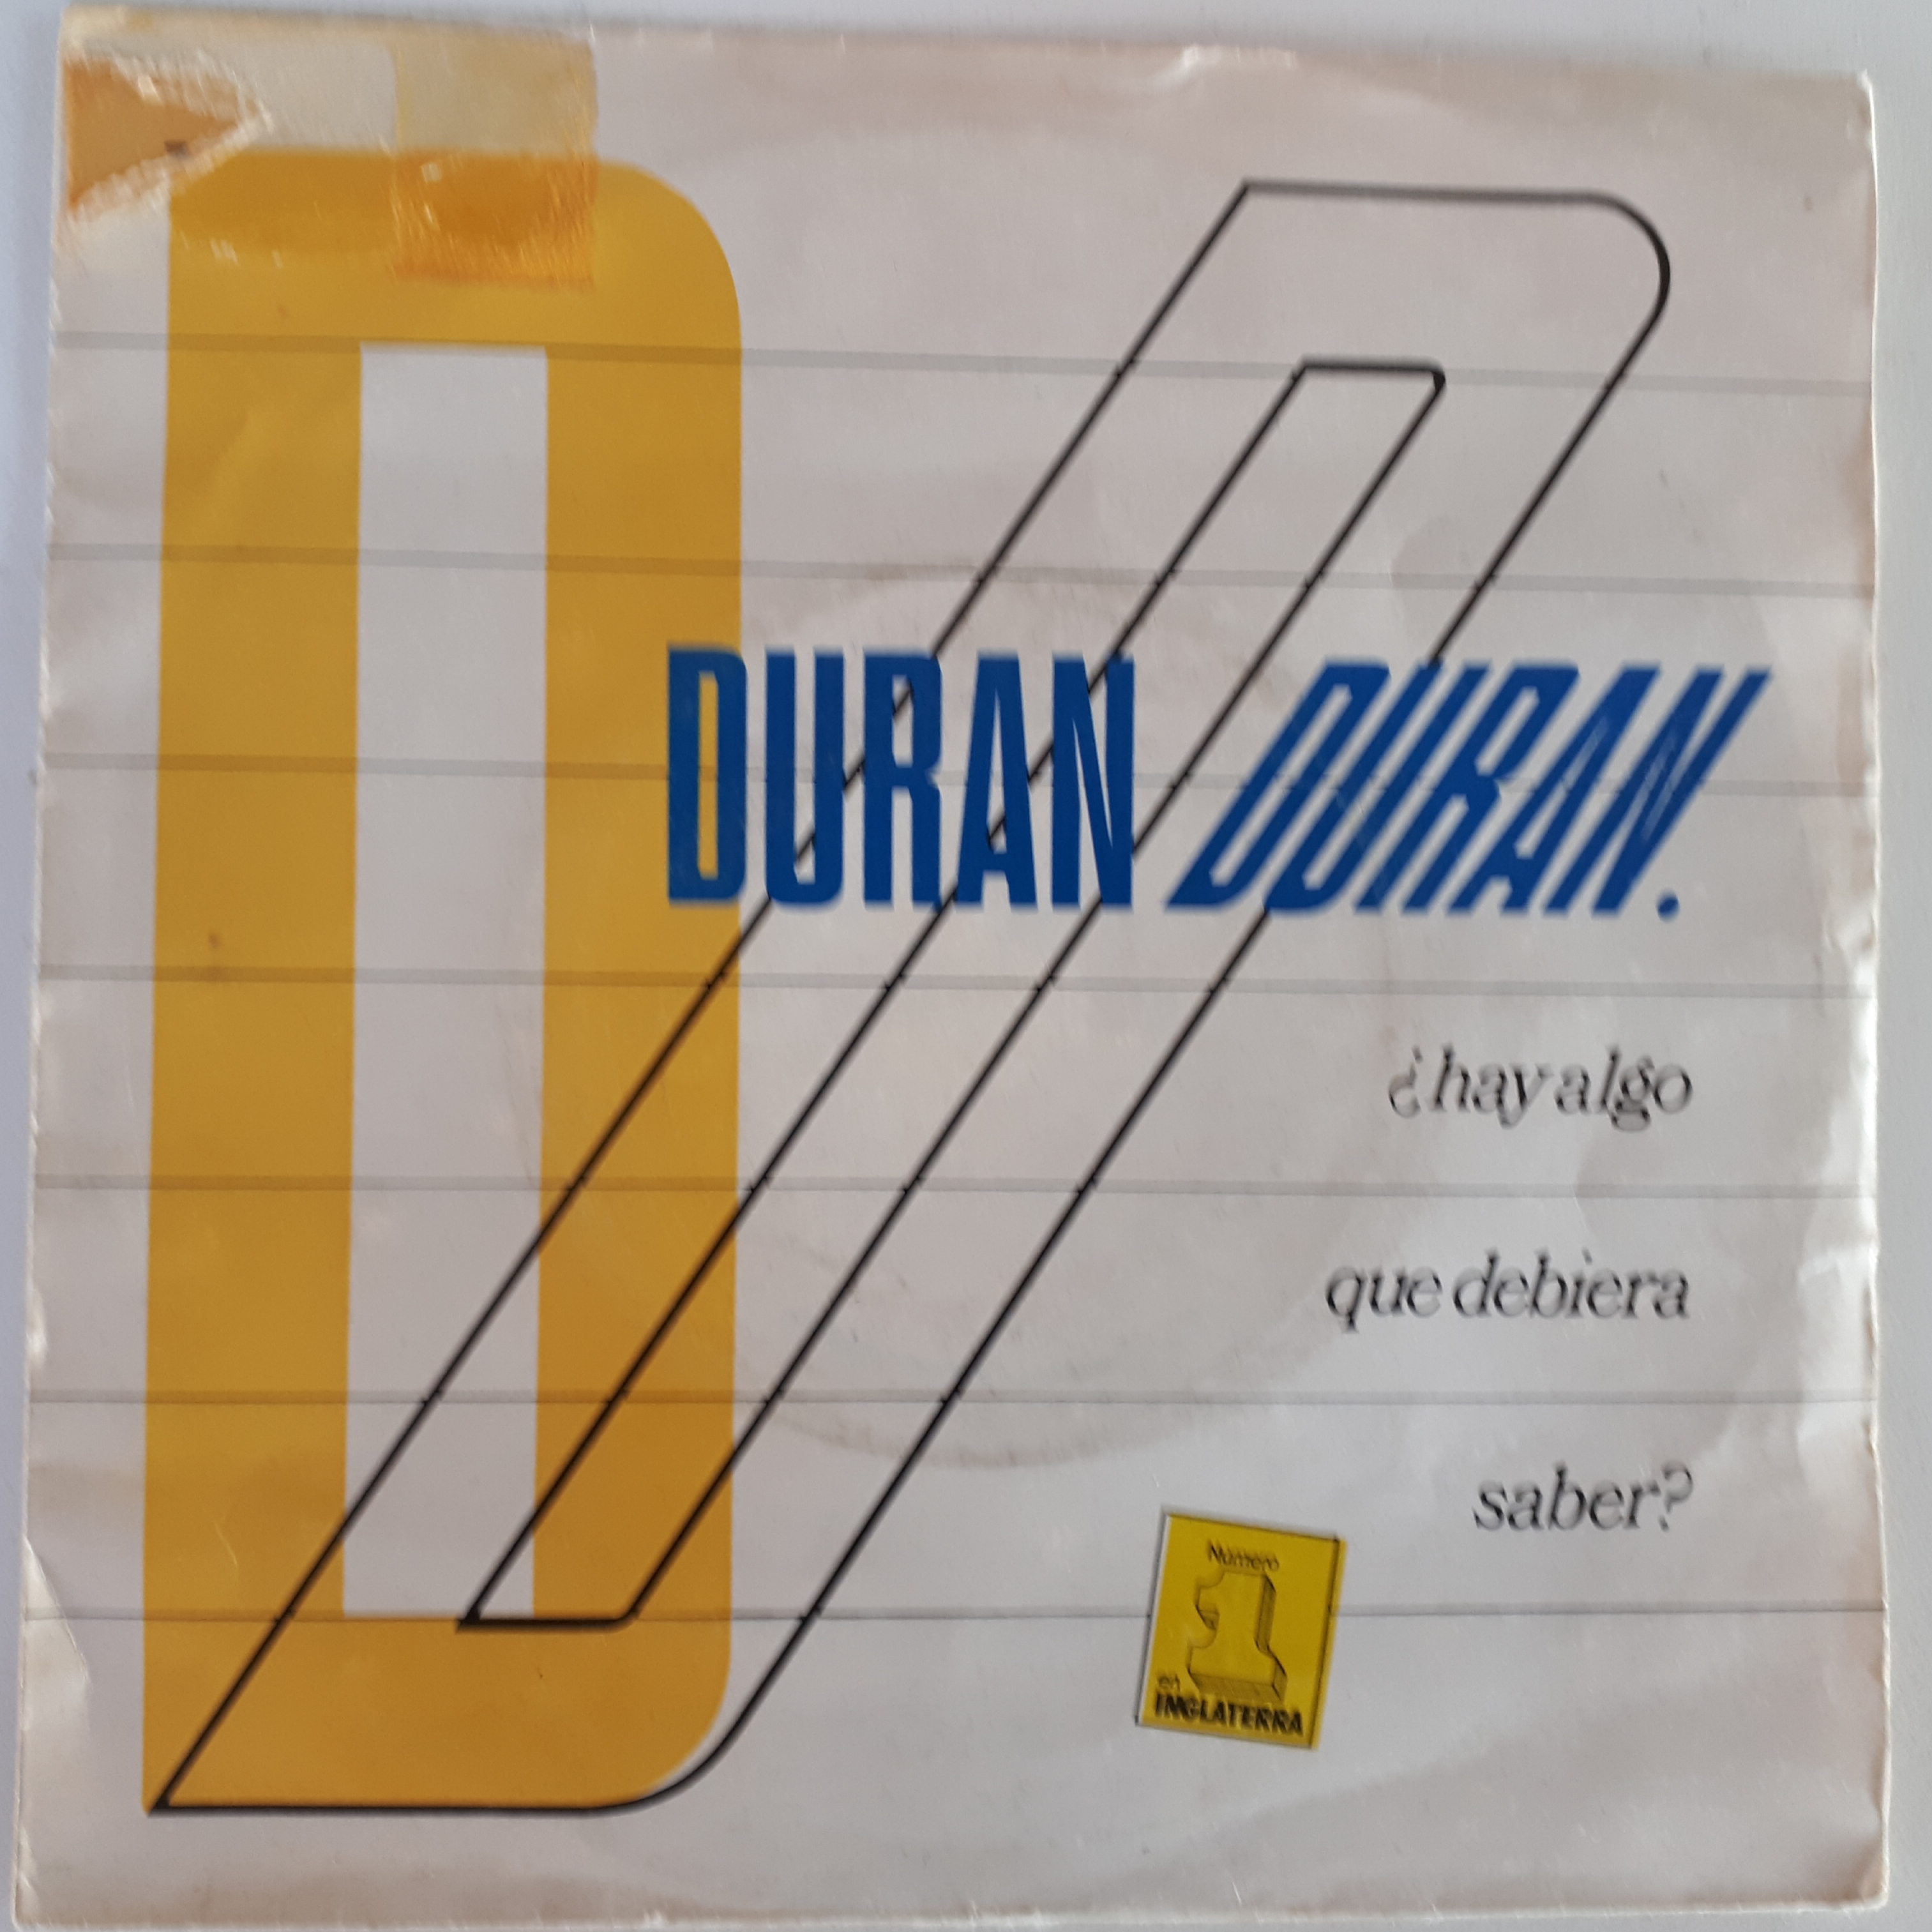 DURAN DURAN.
¿hay algo
que debiera
saber?
Número
1
en
INGLATERRA